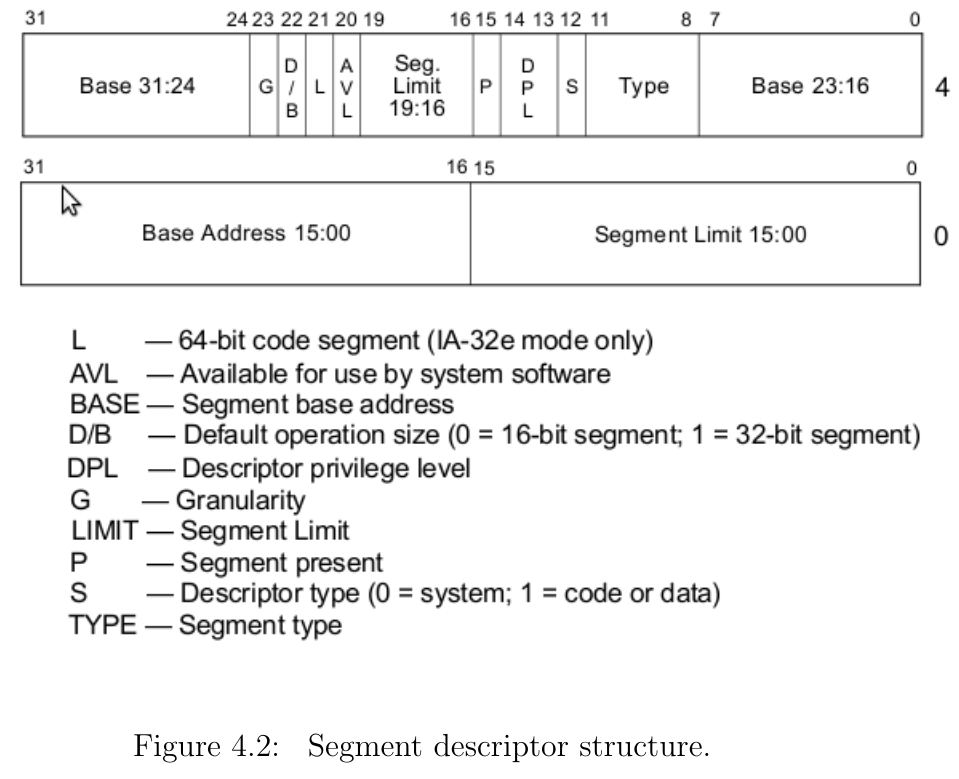 31 24 23 22 21 20 19 16 15 14 13 12 11 8 7 0
Base 31:24 G D/B L AVL Seg. Limit 19:16 P DPL S Type Base 23:16 4
31 16 15 0
Base Address 15:00 Segment Limit 15:00 0
L — 64-bit code segment (IA-32e mode only)
AVL — Available for use by system software
BASE — Segment base address
D/B — Default operation size (0 = 16-bit segment; 1 = 32-bit segment)
DPL — Descriptor privilege level
G — Granularity
LIMIT — Segment Limit
P — Segment present
S — Descriptor type (0 = system; 1 = code or data)
TYPE — Segment type
Figure 4.2: Segment descriptor structure.